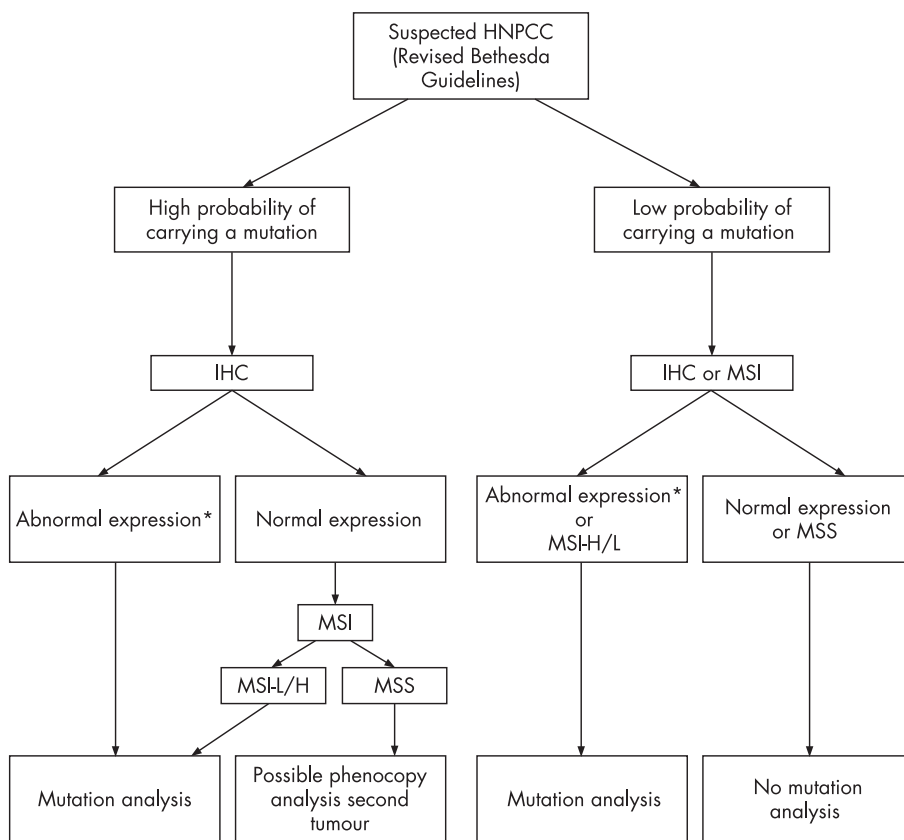 Suspected HNPCC
(Revised Bethesda
Guidelines)
High probability of
carrying a mutation
Low probability of
carrying a mutation
IHC
IHC or MSI
Abnormal expression*
Normal expression
Abnormal expression*
or
MSI-H/L
Normal expression
or MSS
MSI
MSI-L/H
MSS
Mutation analysis
Possible phenocopy
analysis second
tumour
Mutation analysis
No mutation
analysis